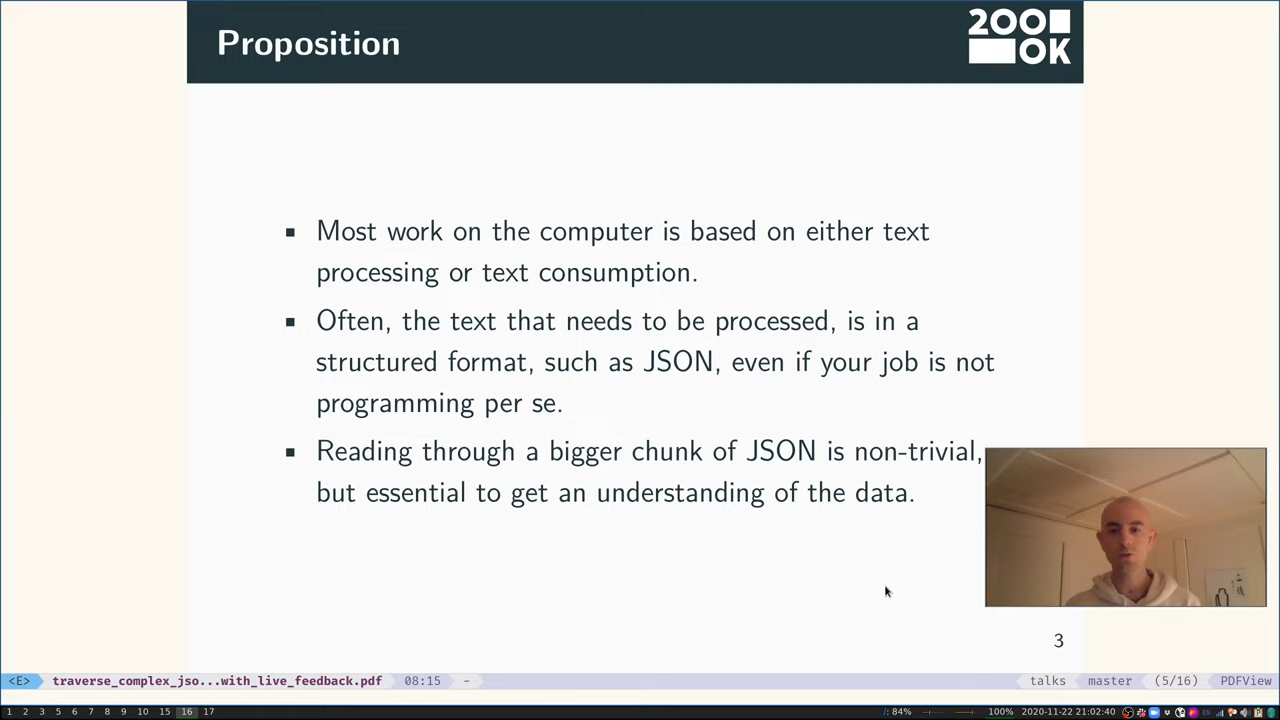 Proposition
200
OK
Most work on the computer is based on either text
processing or text consumption.
Often, the text that needs to be processed, is in a
structured format, such as JSON, even if your job is not
programming per se.
Reading through a bigger chunk of JSON is non-trivial,
but essential to get an understanding of the data.
3
<E> traverse_complex_jso...with_live_feedback.pdf 08:15 - talks master (5/16) PDFView
1 2 3 5 6 7 8 9 10 15 16 17 84% 100% 2020-11-22 21:02:40